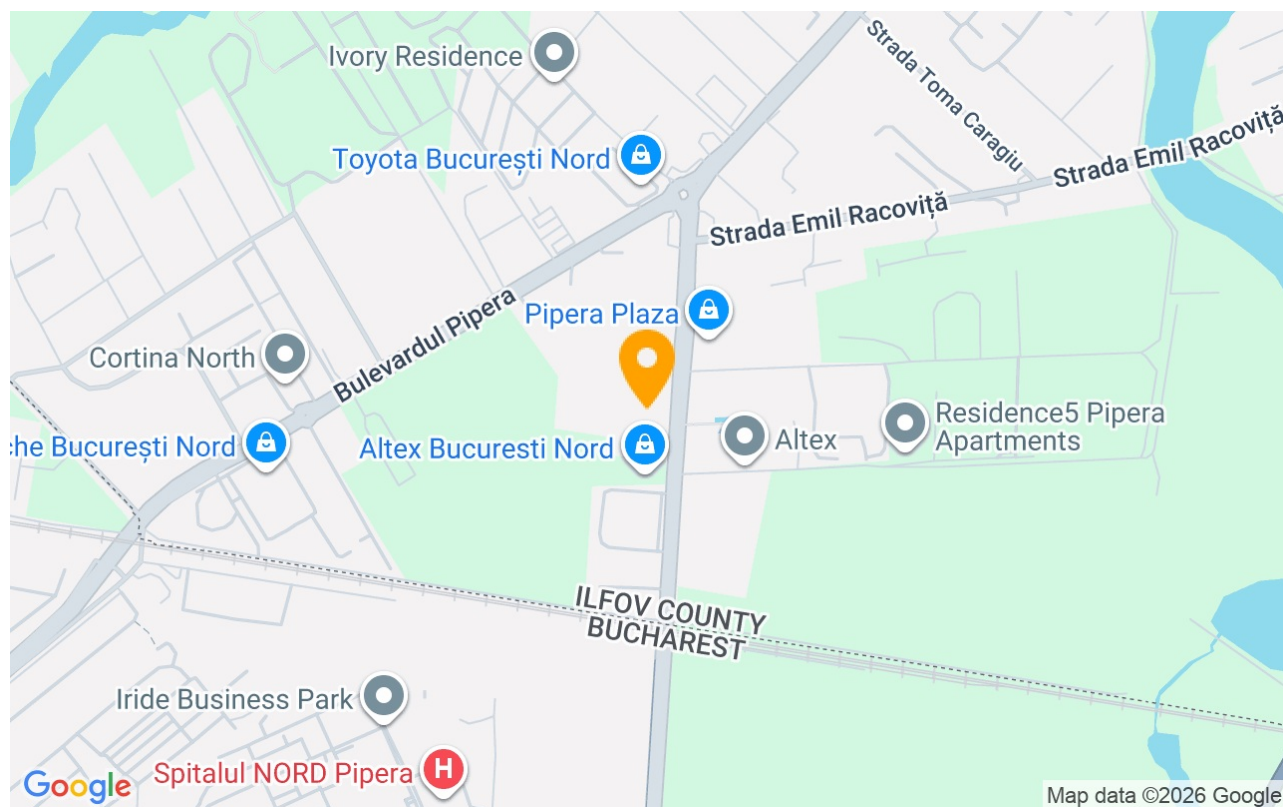 Ivory Residence
Strada Toma Caragiu
Toyota București Nord
Strada Emil Racoviță
Strada Emil Racoviță
Pipera Plaza
Bulevardul Pipera
Cortina North
che București Nord
Altex Bucuresti Nord
Altex
Residence5 Pipera
Apartments
ILFOV COUNTY
BUCHAREST
Iride Business Park
Spitalul NORD Pipera
H
Google
Map data ©2026 Google